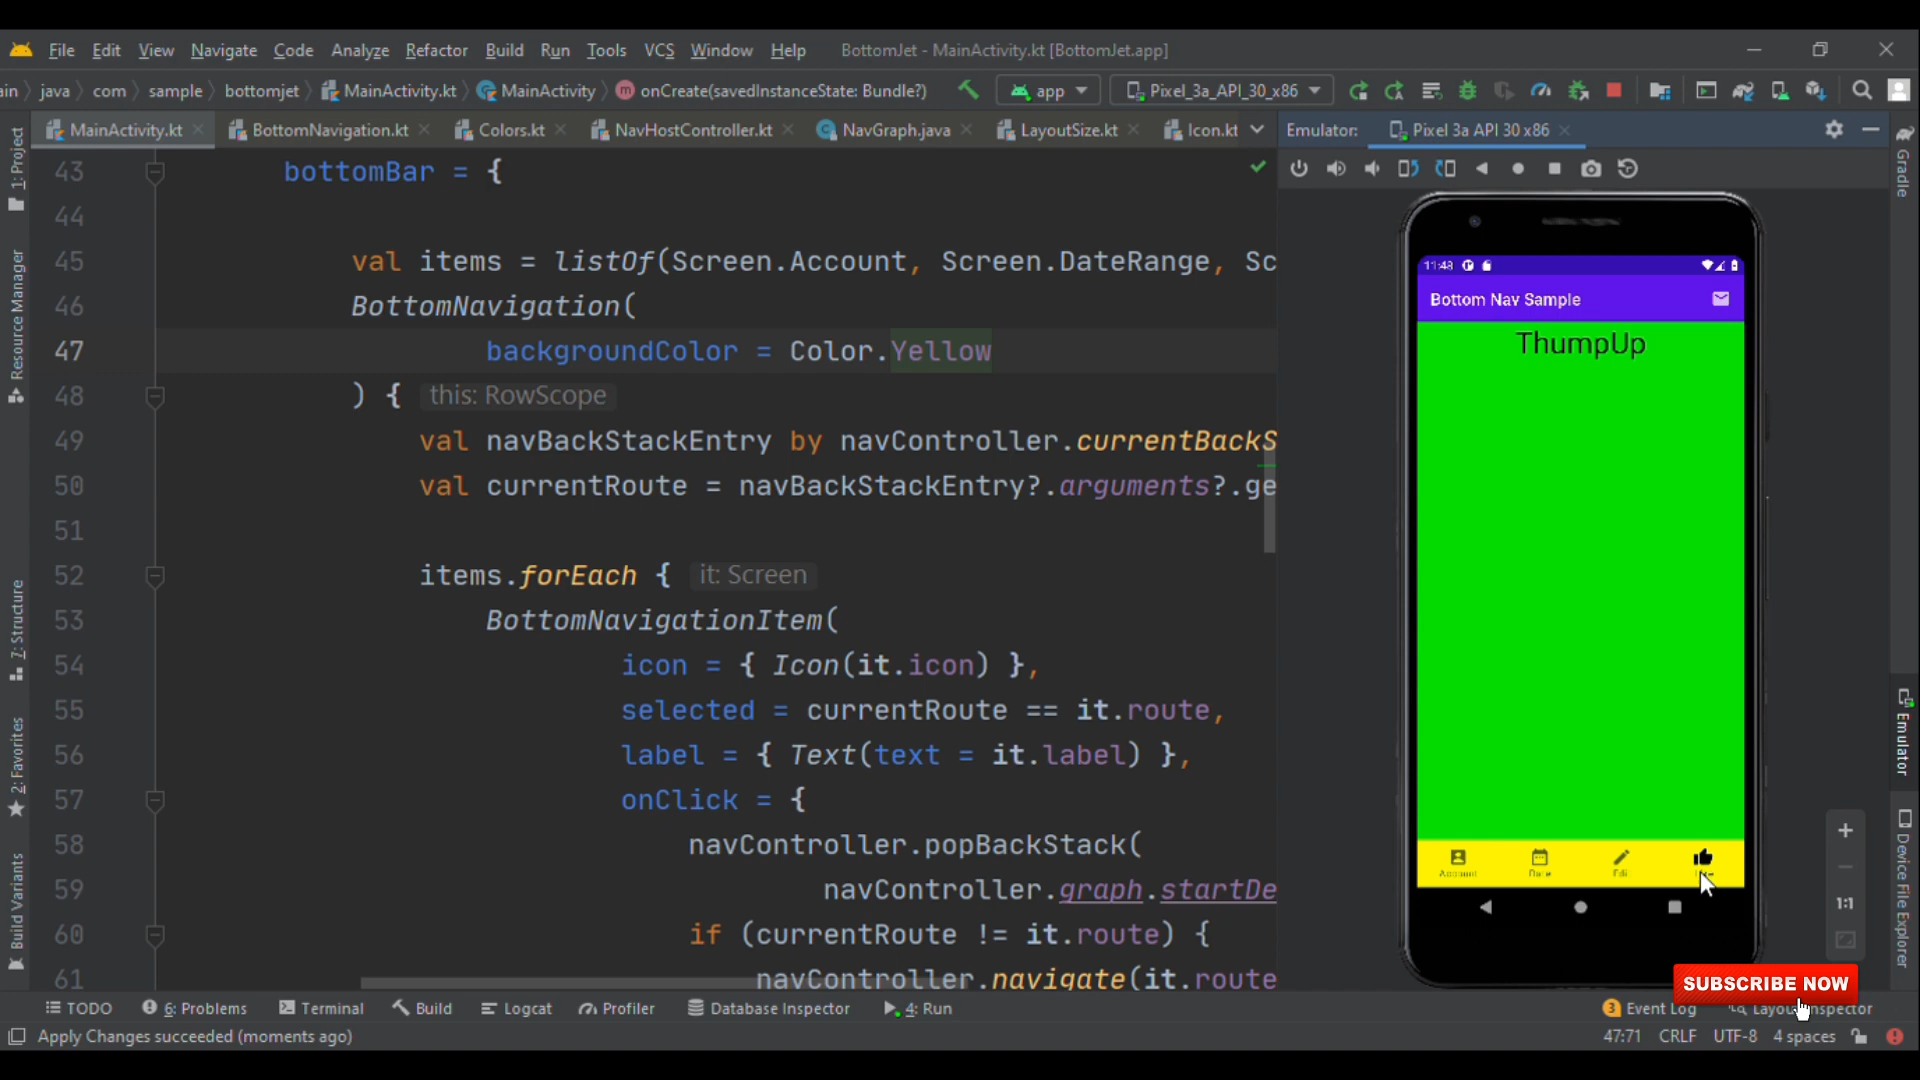 File Edit View Navigate Code Analyze Refactor Build Run Tools VCS Window Help BottomJet - MainActivity.kt [BottomJet.app]
in java com sample bottomjet MainActivity.kt MainActivity onCreate(savedInstanceState: Bundle?) app Pixel_3a_API_30_x86
MainActivity.kt BottomNavigation.kt Colors.kt NavHostController.kt NavGraph.java LayoutSize.kt Icon.kt Emulator: Pixel 3a API 30 x86
1: Project
Resource Manager
7: Structure
2: Favorites
Build Variants
43 bottomBar = {
44
45 val items = listOf(Screen.Account, Screen.DateRange, Sc
46 BottomNavigation(
47 backgroundColor = Color.Yellow
48 ) { this: RowScope
49 val navBackStackEntry by navController.currentBackS
50 val currentRoute = navBackStackEntry?.arguments?.ge
51
52 items.forEach { it: Screen
53 BottomNavigationItem(
54 icon = { Icon(it.icon) },
55 selected = currentRoute == it.route,
56 label = { Text(text = it.label) },
57 onClick = {
58 navController.popBackStack(
59 navController.graph.startDe
60 if (currentRoute != it.route) {
61 navController.navigate(it.route
11:43
Bottom Nav Sample
ThumpUp
Account Date Edi
1:1
Gradle
Emulator
Device File Explorer
SUBSCRIBE NOW
TODO 6: Problems Terminal Build Logcat Profiler Database Inspector 4: Run 3 Event Log Layout Inspector
Apply Changes succeeded (moments ago) 47:71 CRLF UTF-8 4 spaces